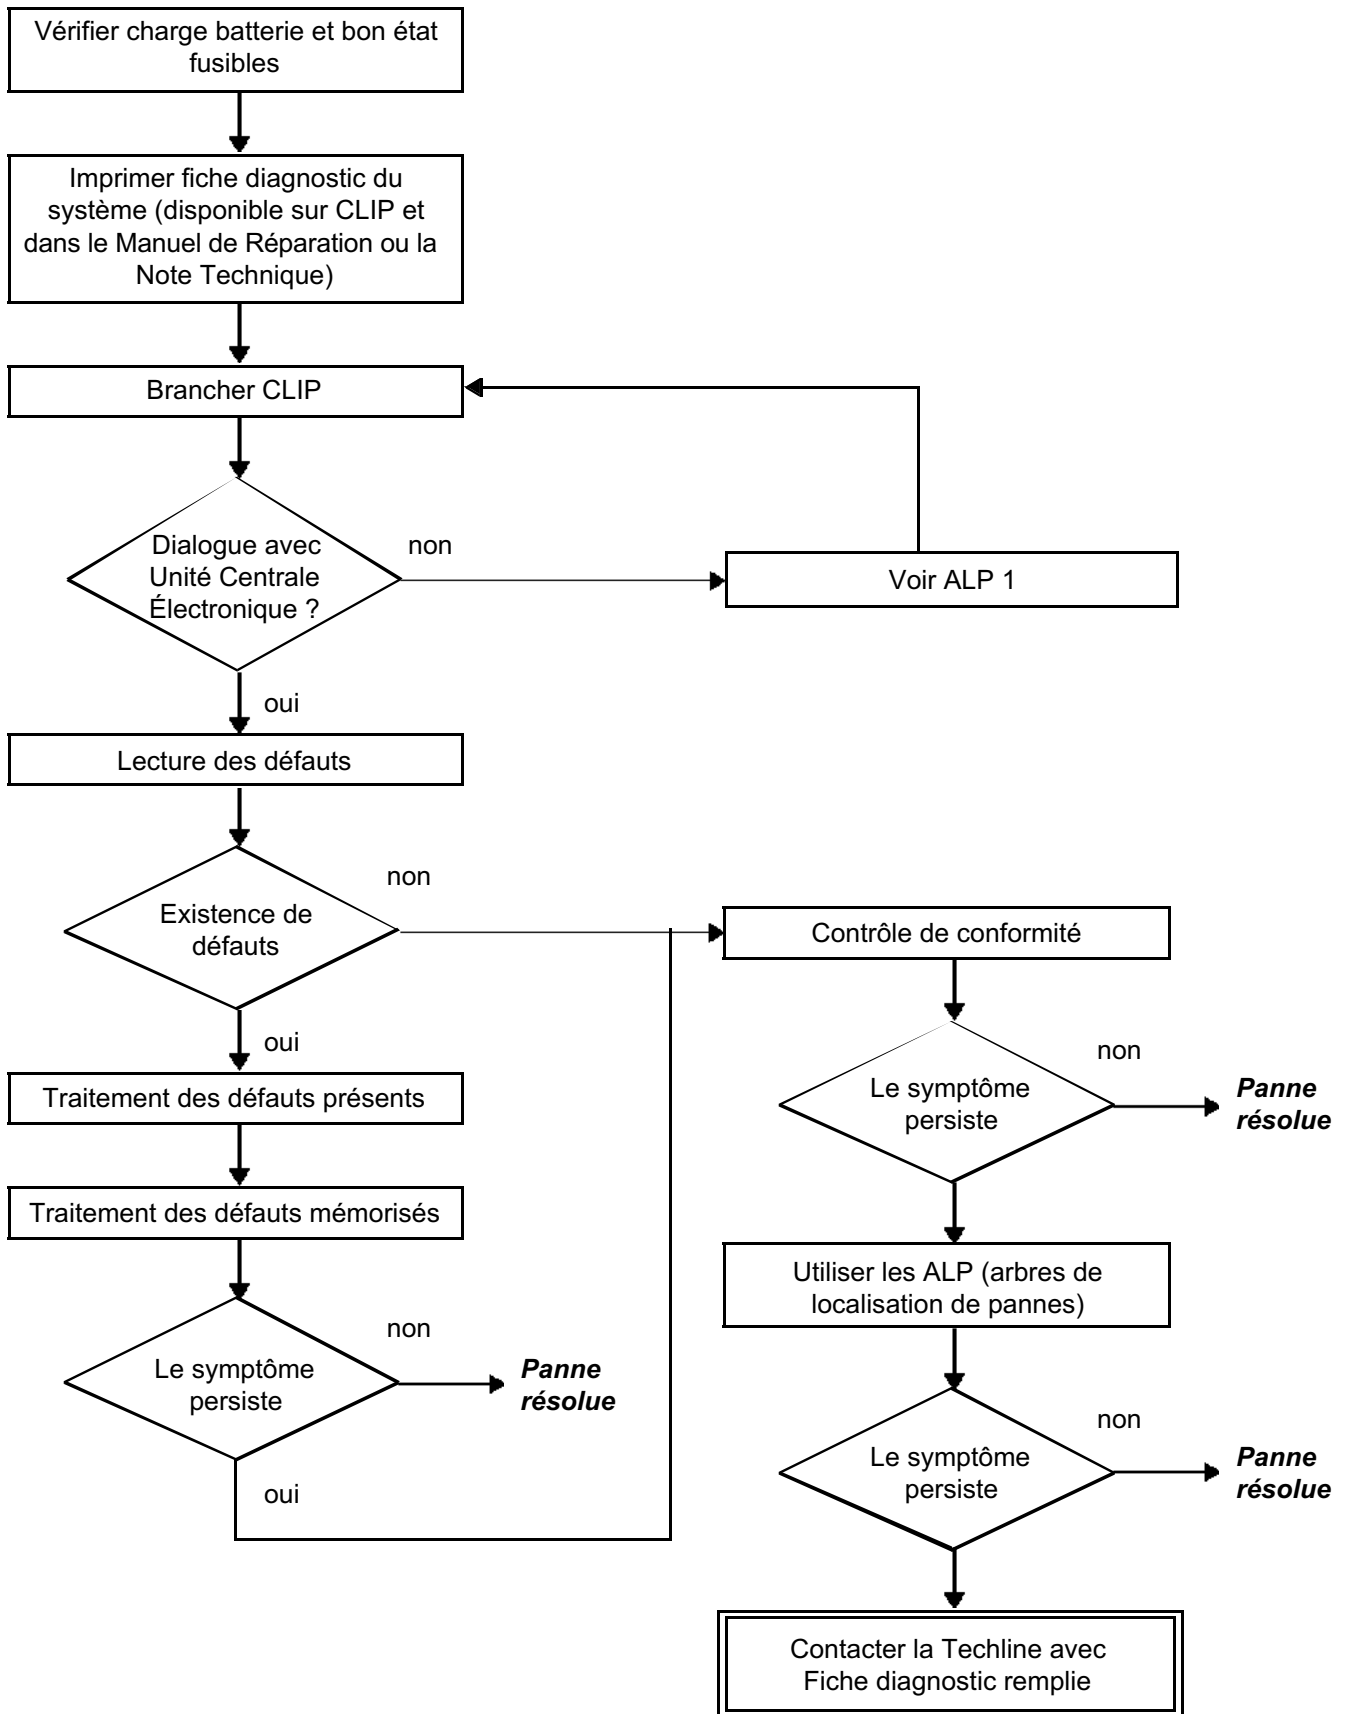 Vérifier charge batterie et bon état
fusibles
Imprimer fiche diagnostic du
système (disponible sur CLIP et
dans le Manuel de Réparation ou la
Note Technique)
Brancher CLIP
Dialogue avec
Unité Centrale
Électronique ?
non
Voir ALP 1
oui
Lecture des défauts
Existence de
défauts
non
Contrôle de conformité
oui
Traitement des défauts présents
Traitement des défauts mémorisés
Le symptôme
persiste
non
Panne
résolue
oui
Le symptôme
persiste
non
Panne
résolue
Utiliser les ALP (arbres de
localisation de pannes)
Le symptôme
persiste
non
Panne
résolue
Contacter la Techline avec
Fiche diagnostic remplie